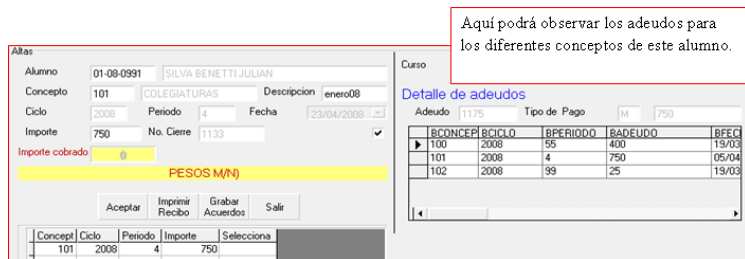 Aquí podrá observar los adeudos para
los diferentes conceptos de este alumno.
Altas
Alumno 01-08-0991 SILVA BENETTI JULIAN
Concepto 101 COLEGIATURAS Descripcion enero08
Ciclo 2008 Periodo 4 Fecha 23/04/2008
Importe 750 No. Cierre 1133
Importe cobrado 0
PESOS M/N)
Aceptar Imprimir Recibo Grabar Acuerdos Salir
Concept Ciclo Periodo Importe Selecciona
101 2008 4 750
Curso
Detalle de adeudos
Adeudo 1175 Tipo de Pago M 750
BCONCEP BCICLO BPERIODO BADEUDO BFECI
100 2008 55 400 19/03
101 2008 4 750 05/04
102 2008 99 25 19/03